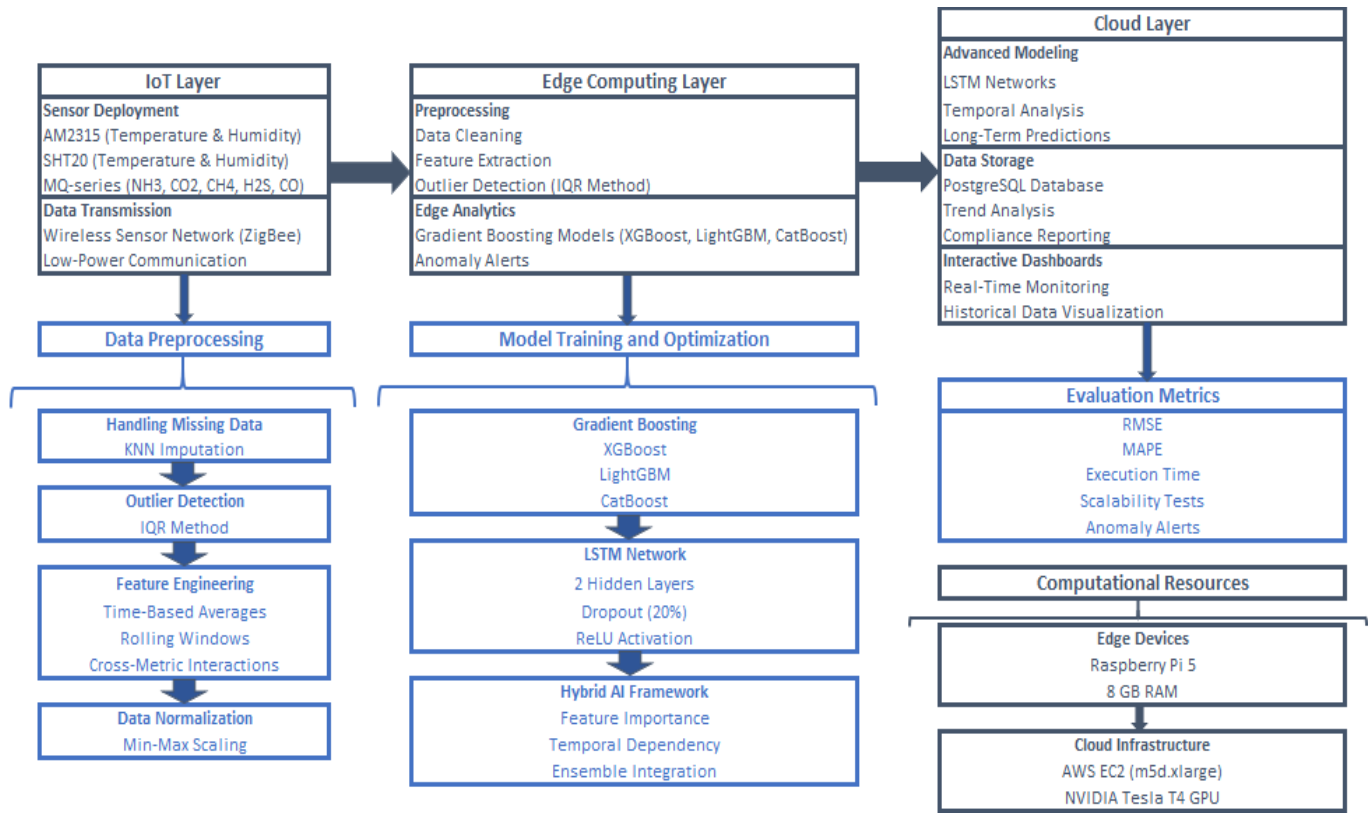 IoT Layer
Sensor Deployment
AM2315 (Temperature & Humidity)
SHT20 (Temperature & Humidity)
MQ-series (NH3, CO2, CH4, H2S, CO)
Data Transmission
Wireless Sensor Network (ZigBee)
Low-Power Communication
Data Preprocessing
Handling Missing Data
KNN Imputation
Outlier Detection
IQR Method
Feature Engineering
Time-Based Averages
Rolling Windows
Cross-Metric Interactions
Data Normalization
Min-Max Scaling
Edge Computing Layer
Preprocessing
Data Cleaning
Feature Extraction
Outlier Detection (IQR Method)
Edge Analytics
Gradient Boosting Models (XGBoost, LightGBM, CatBoost)
Anomaly Alerts
Model Training and Optimization
Gradient Boosting
XGBoost
LightGBM
CatBoost
LSTM Network
2 Hidden Layers
Dropout (20%)
ReLU Activation
Hybrid AI Framework
Feature Importance
Temporal Dependency
Ensemble Integration
Cloud Layer
Advanced Modeling
LSTM Networks
Temporal Analysis
Long-Term Predictions
Data Storage
PostgreSQL Database
Trend Analysis
Compliance Reporting
Interactive Dashboards
Real-Time Monitoring
Historical Data Visualization
Evaluation Metrics
RMSE
MAPE
Execution Time
Scalability Tests
Anomaly Alerts
Computational Resources
Edge Devices
Raspberry Pi 5
8 GB RAM
Cloud Infrastructure
AWS EC2 (m5d.xlarge)
NVIDIA Tesla T4 GPU